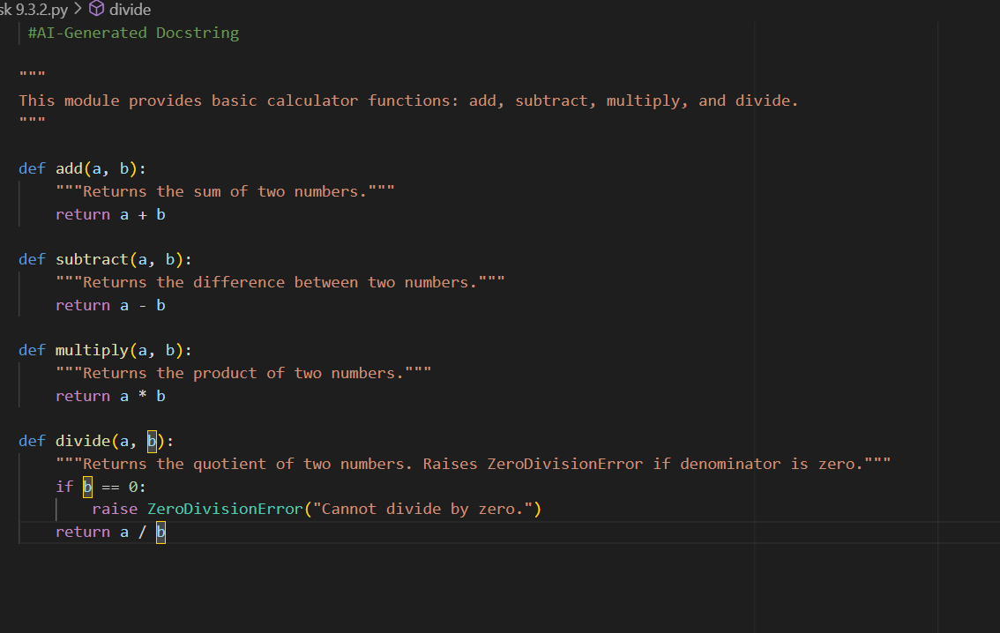 sk 9.3.2.py > divide
#AI-Generated Docstring
"""
This module provides basic calculator functions: add, subtract, multiply, and divide.
"""
def add(a, b):
"""Returns the sum of two numbers."""
return a + b
def subtract(a, b):
"""Returns the difference between two numbers."""
return a - b
def multiply(a, b):
"""Returns the product of two numbers."""
return a * b
def divide(a, b):
"""Returns the quotient of two numbers. Raises ZeroDivisionError if denominator is zero."""
if b == 0:
raise ZeroDivisionError("Cannot divide by zero.")
return a / b